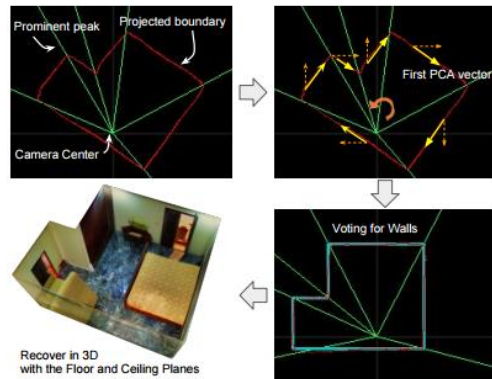 Prominent peak
Projected boundary
Camera Center
First PCA vector
Voting for Walls
Recover in 3D
with the Floor and Ceiling Planes